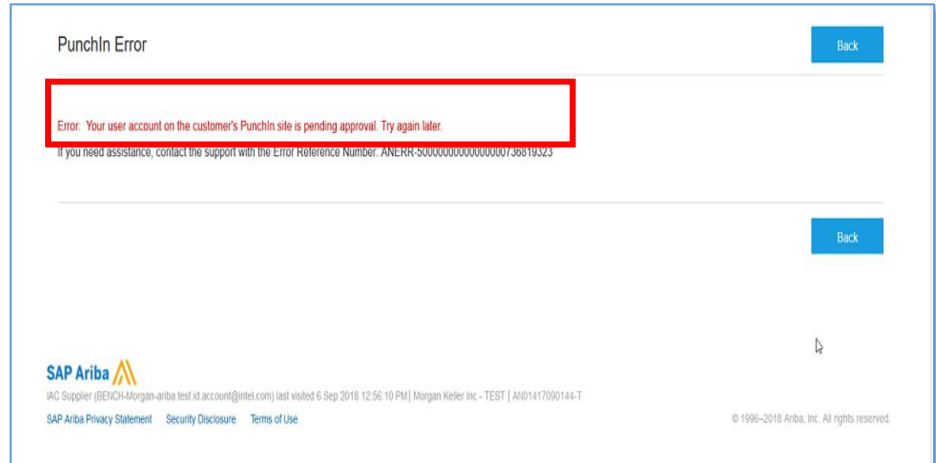 PunchIn Error
Back
Error: Your user account on the customer's PunchIn site is pending approval. Try again later.
If you need assistance, contact the support with the Error Reference Number: ANERR-5000000000000000736819323
Back
SAP Ariba
IAC Supplier (BENCH-Morgan-ariba.test.id.account@intel.com) last visited 6 Sep 2018 12:56:10 PM | Morgan Keller Inc - TEST | AN01417090144-T
SAP Ariba Privacy Statement Security Disclosure Terms of Use
© 1996–2018 Ariba, Inc. All rights reserved.